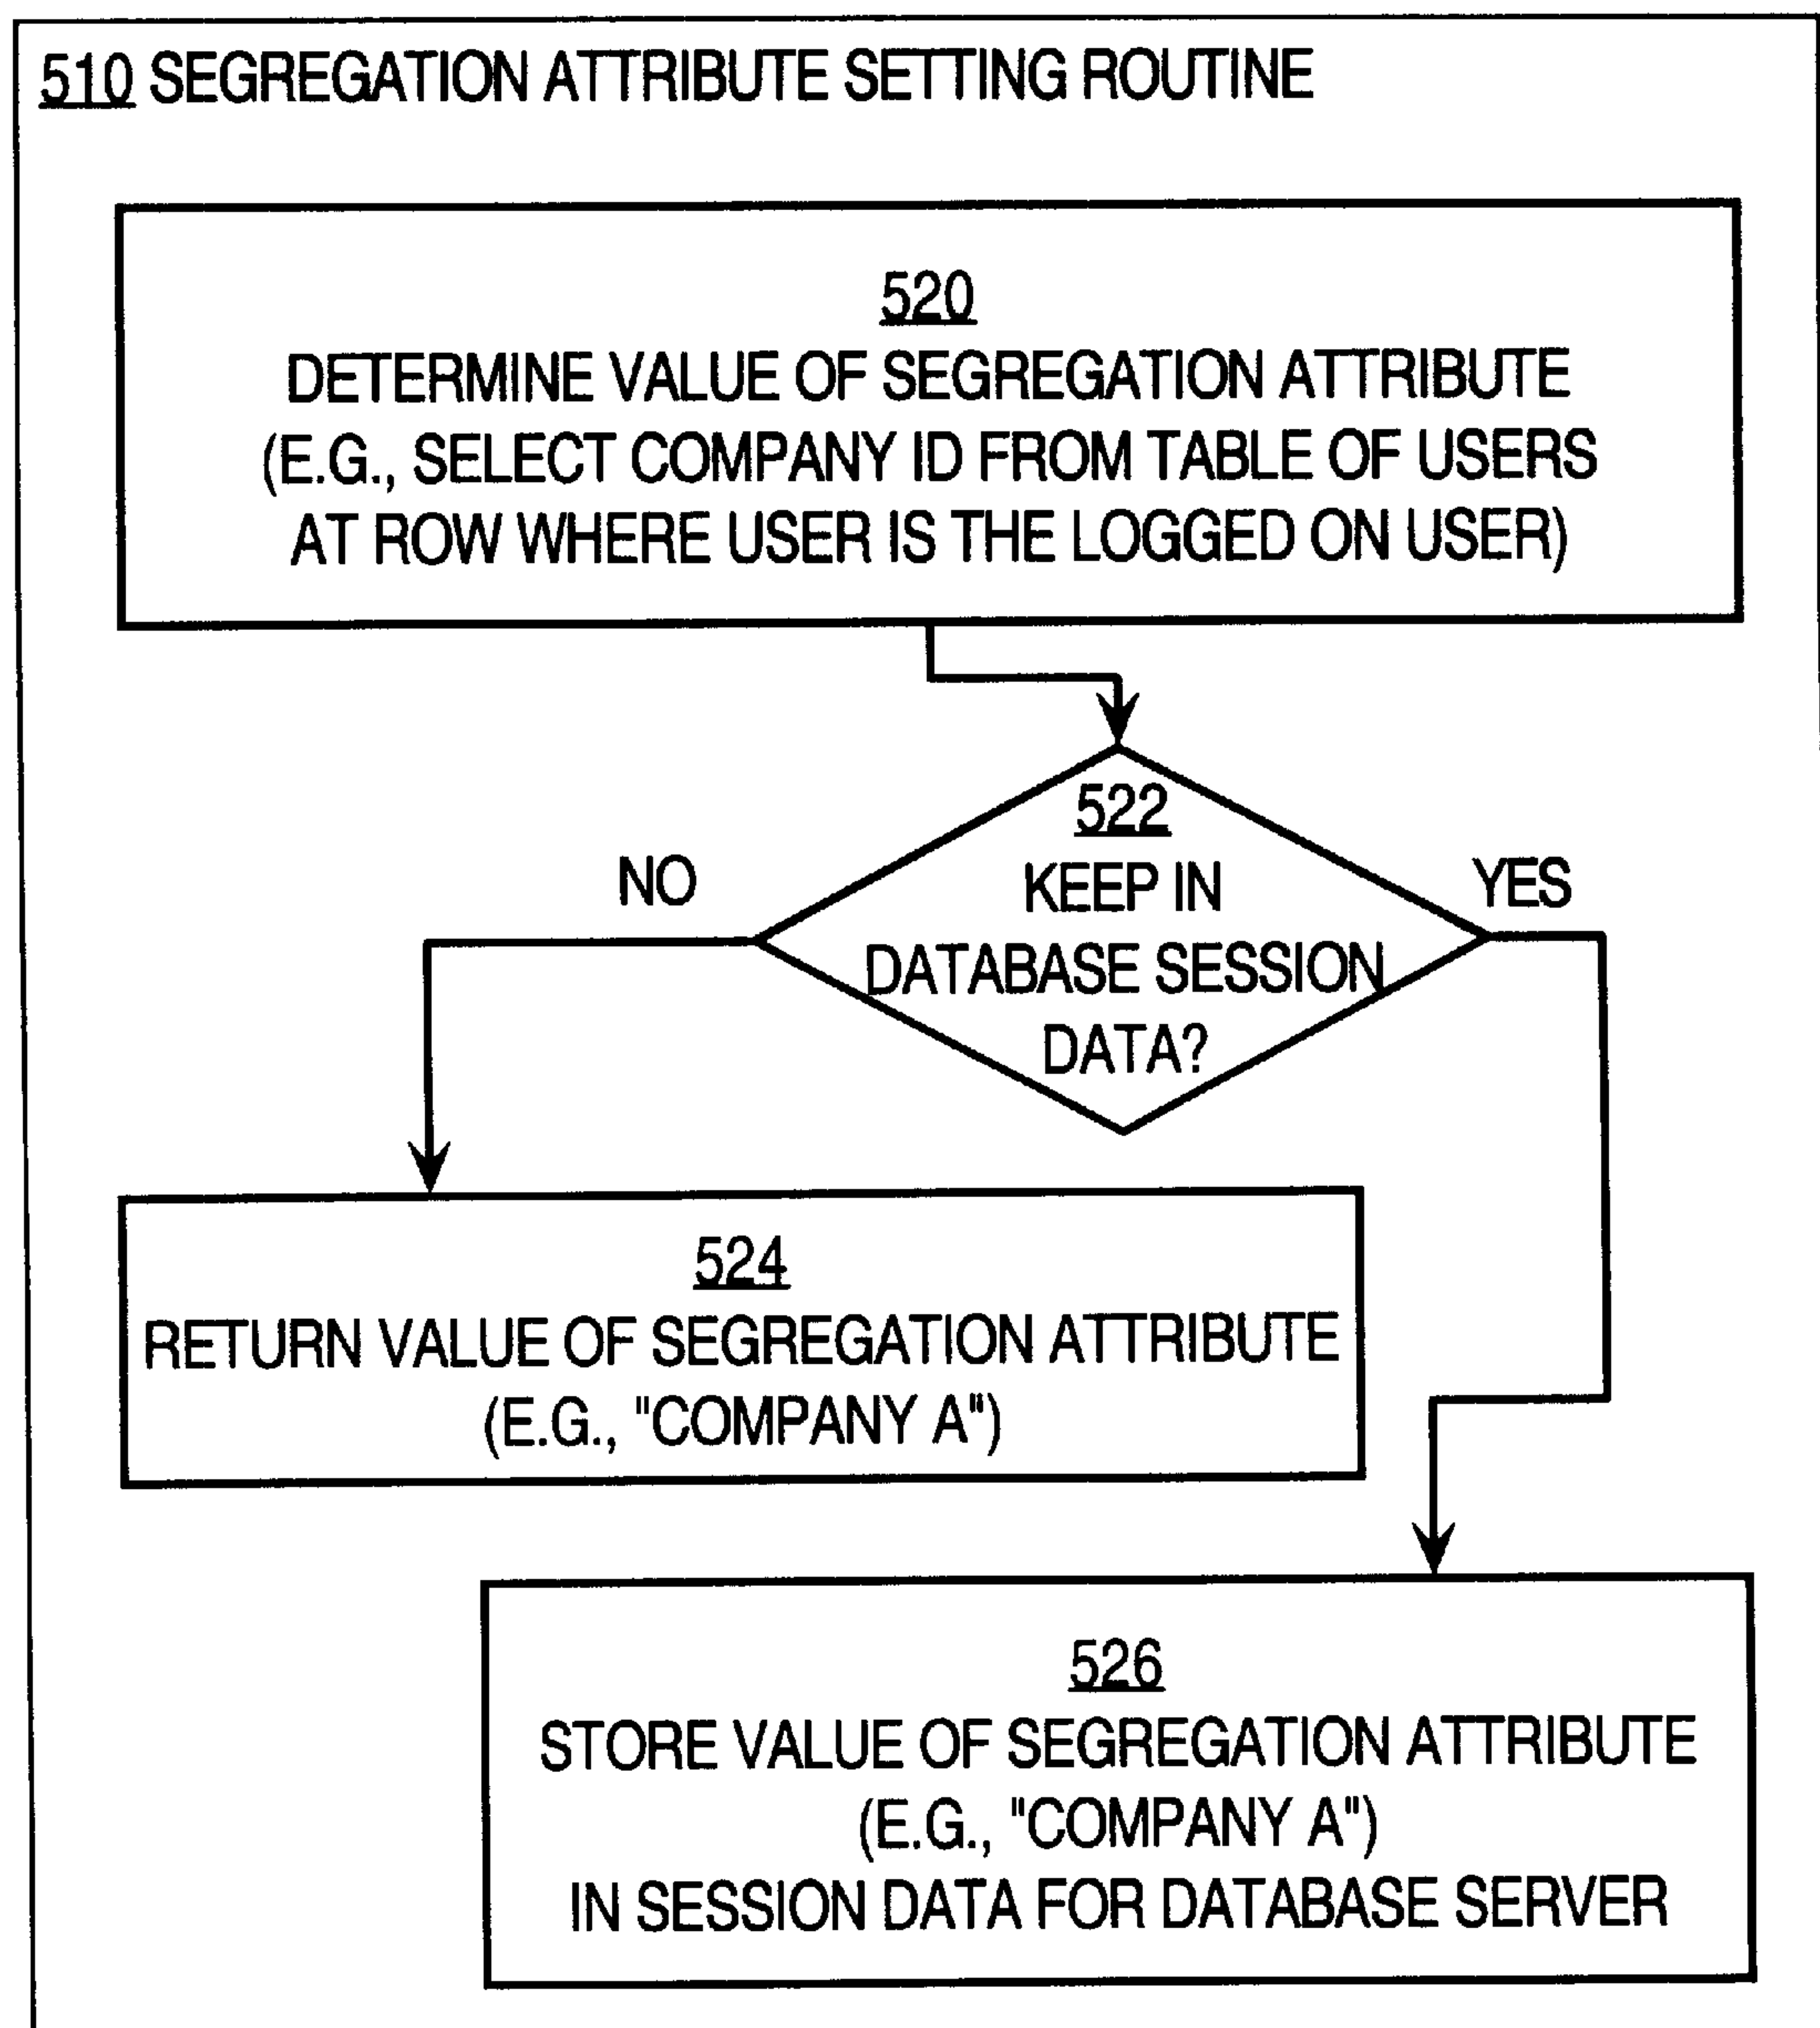 510 SEGREGATION ATTRIBUTE SETTING ROUTINE
520
DETERMINE VALUE OF SEGREGATION ATTRIBUTE
(E.G., SELECT COMPANY ID FROM TABLE OF USERS
AT ROW WHERE USER IS THE LOGGED ON USER)
522
NO
KEEP IN
YES
DATABASE SESSION
DATA?
524
RETURN VALUE OF SEGREGATION ATTRIBUTE
(E.G., "COMPANY A")
526
STORE VALUE OF SEGREGATION ATTRIBUTE
(E.G., "COMPANY A")
IN SESSION DATA FOR DATABASE SERVER